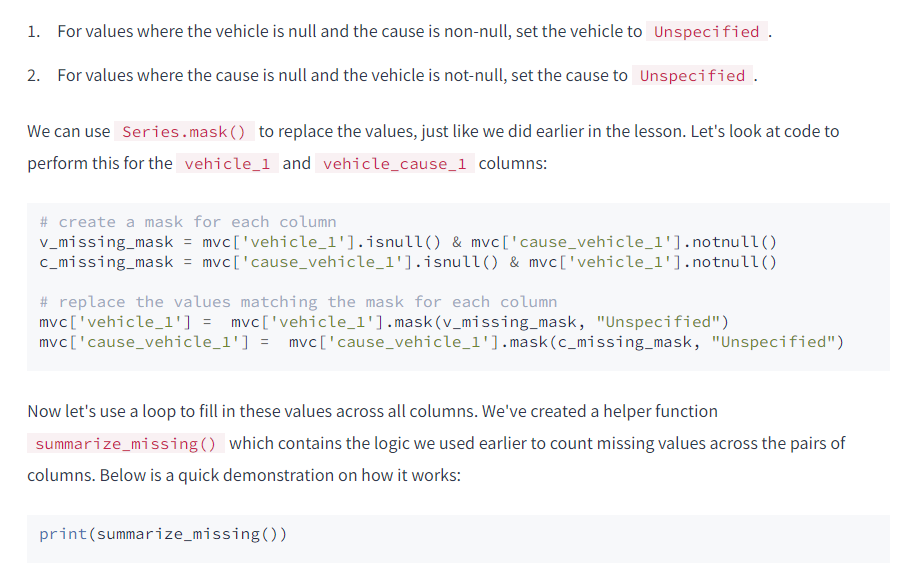 1. For values where the vehicle is null and the cause is non-null, set the vehicle to Unspecified .
2. For values where the cause is null and the vehicle is not-null, set the cause to Unspecified .
We can use Series.mask() to replace the values, just like we did earlier in the lesson. Let's look at code to
perform this for the vehicle_1 and vehicle_cause_1 columns:
# create a mask for each column
v_missing_mask = mvc['vehicle_1'].isnull() & mvc['cause_vehicle_1'].notnull()
c_missing_mask = mvc['cause_vehicle_1'].isnull() & mvc['vehicle_1'].notnull()
# replace the values matching the mask for each column
mvc['vehicle_1'] =  mvc['vehicle_1'].mask(v_missing_mask, "Unspecified")
mvc['cause_vehicle_1'] =  mvc['cause_vehicle_1'].mask(c_missing_mask, "Unspecified")
Now let's use a loop to fill in these values across all columns. We've created a helper function
summarize_missing() which contains the logic we used earlier to count missing values across the pairs of
columns. Below is a quick demonstration on how it works:
print(summarize_missing())